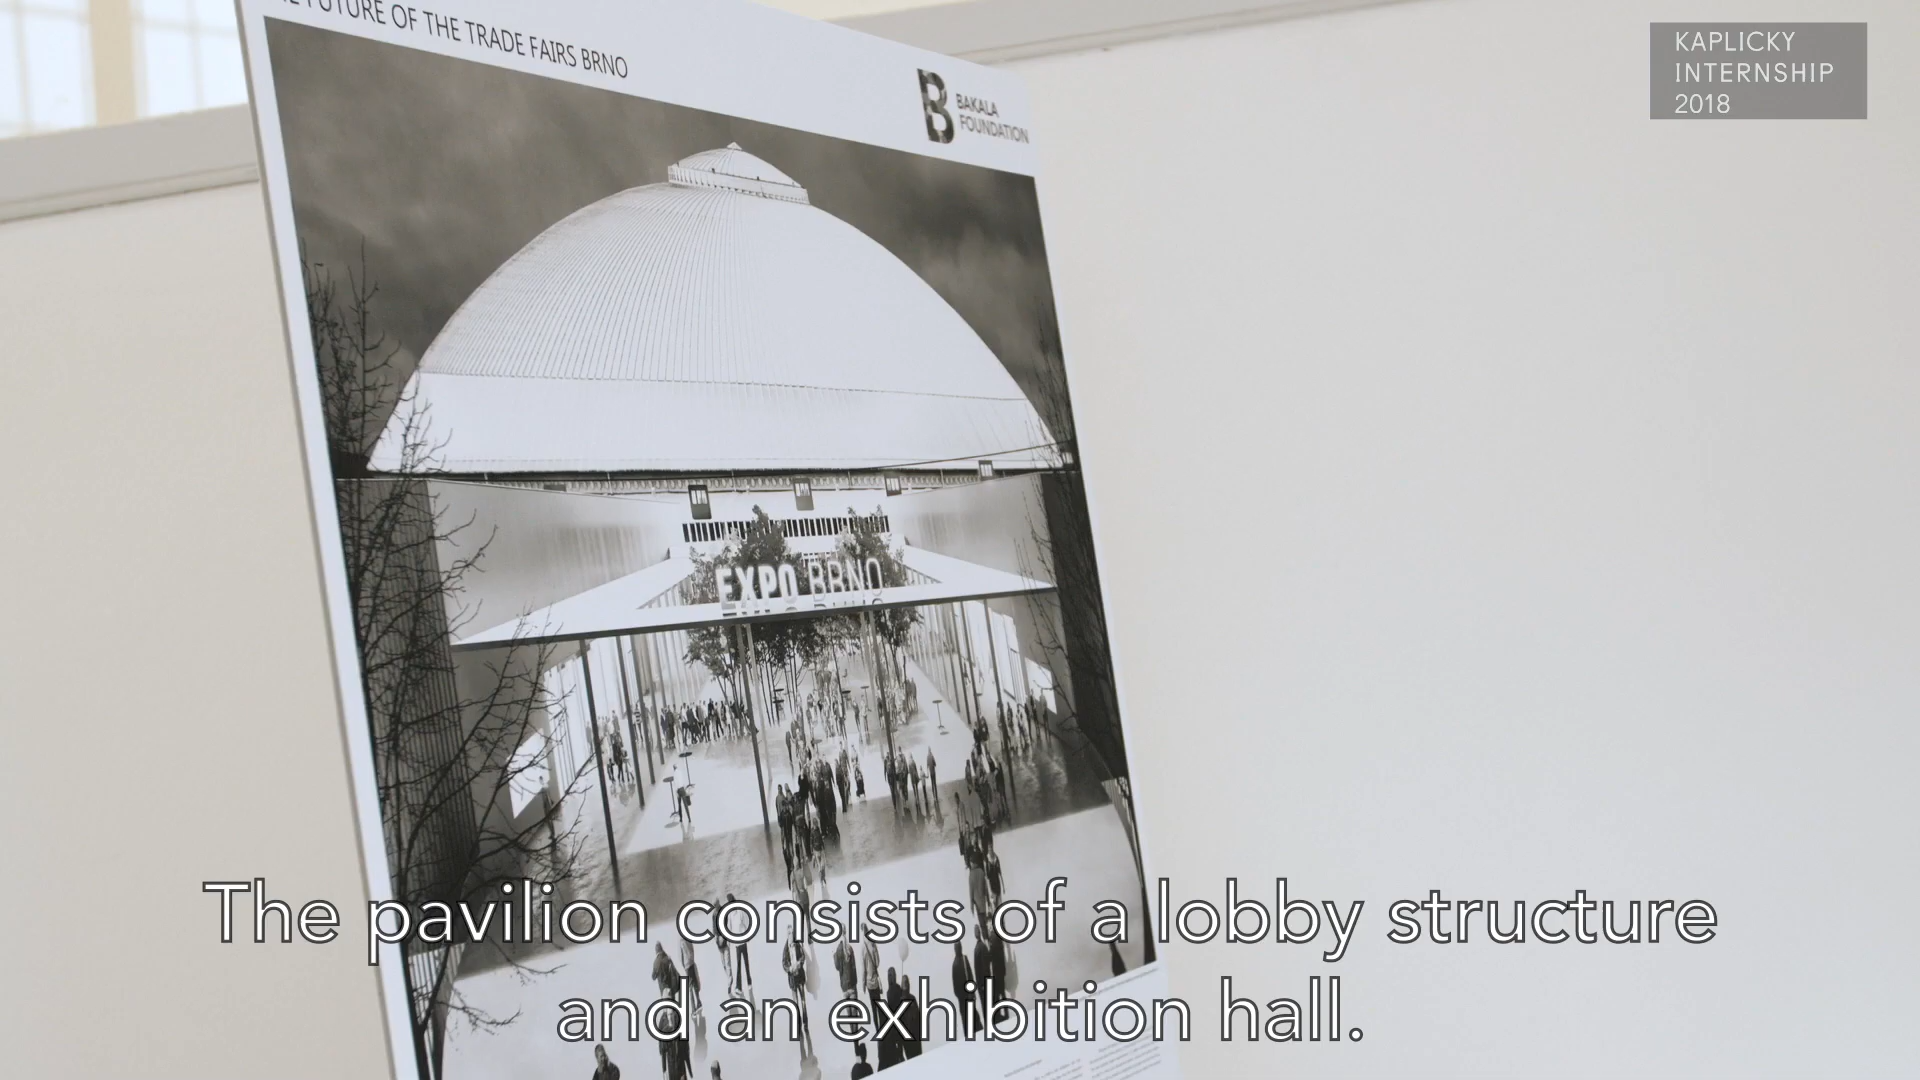 FUTURE OF THE TRADE FAIRS BRNO
B
BAKALA
FOUNDATION
KAPLICKY
INTERNSHIP
2018
EXPO BRNO
The pavilion consists of a lobby structure
and an exhibition hall.